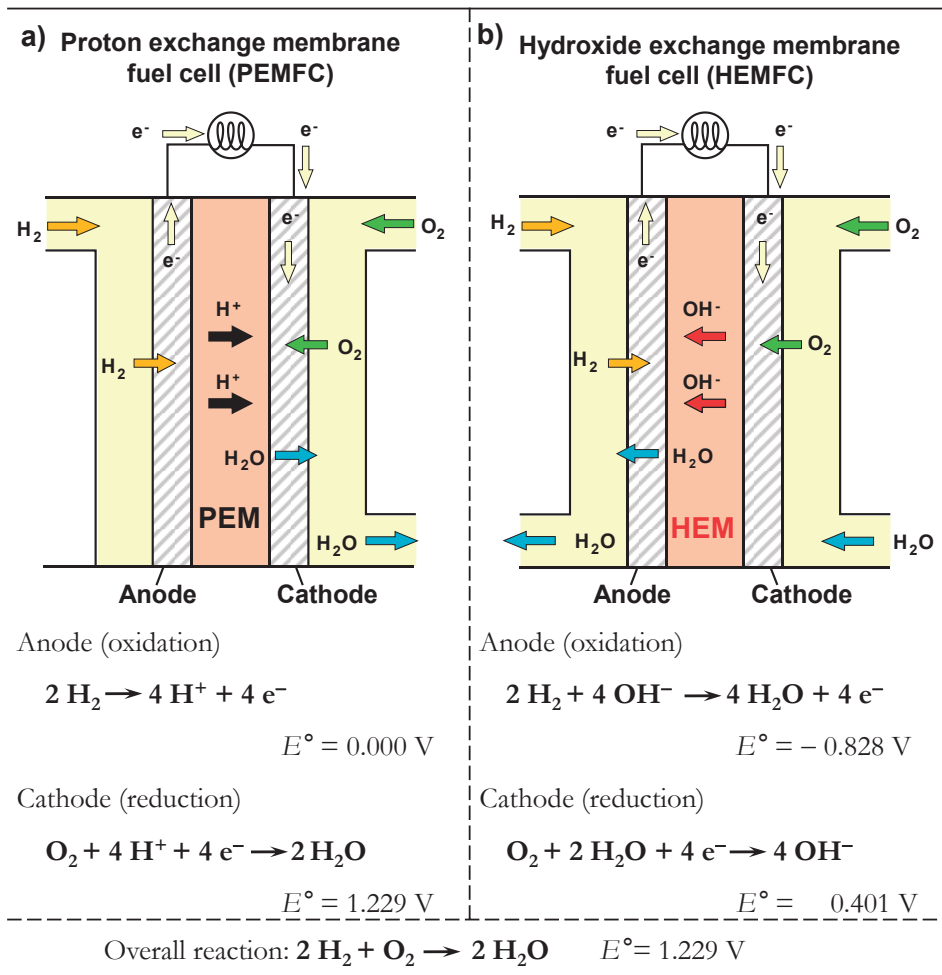 a) Proton exchange membrane
fuel cell (PEMFC)
e⁻
e⁻
H₂
e⁻
e⁻
O₂
H⁺
H₂
O₂
H⁺
H₂O
PEM
H₂O
Anode
Cathode
Anode (oxidation)
2 H₂ → 4 H⁺ + 4 e⁻
E° = 0.000 V
Cathode (reduction)
O₂ + 4 H⁺ + 4 e⁻ → 2 H₂O
E° = 1.229 V
b) Hydroxide exchange membrane
fuel cell (HEMFC)
e⁻
e⁻
H₂
e⁻
e⁻
O₂
OH⁻
H₂
O₂
OH⁻
H₂O
HEM
H₂O
H₂O
Anode
Cathode
Anode (oxidation)
2 H₂ + 4 OH⁻ → 4 H₂O + 4 e⁻
E° = − 0.828 V
Cathode (reduction)
O₂ + 2 H₂O + 4 e⁻ → 4 OH⁻
E° = 0.401 V
Overall reaction: 2 H₂ + O₂ → 2 H₂O E°= 1.229 V